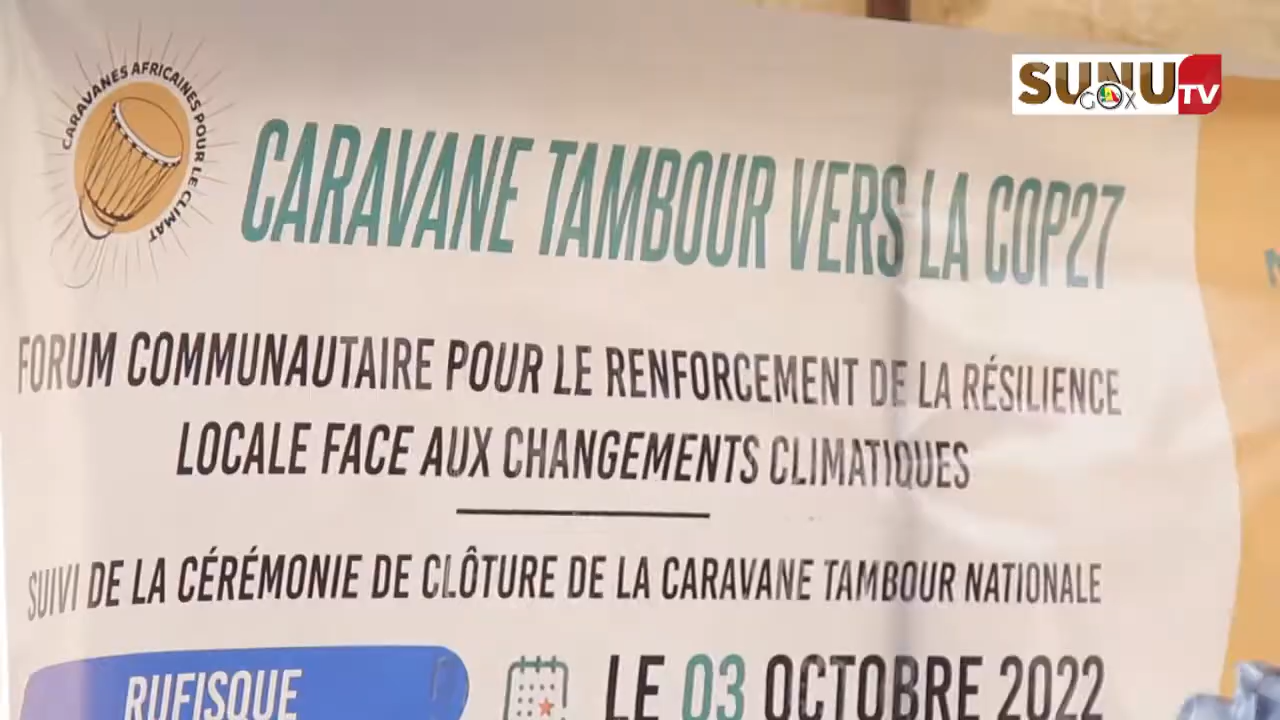 SUNU
GOX
TV
CARAVANES AFRICAINES POUR LE CLIMAT
CARAVANE TAMBOUR VERS LA COP27
FORUM COMMUNAUTAIRE POUR LE RENFORCEMENT DE LA RÉSILIENCE
LOCALE FACE AUX CHANGEMENTS CLIMATIQUES
SUIVI DE LA CÉRÉMONIE DE CLÔTURE DE LA CARAVANE TAMBOUR NATIONALE
RUFISQUE
LE 03 OCTOBRE 2022